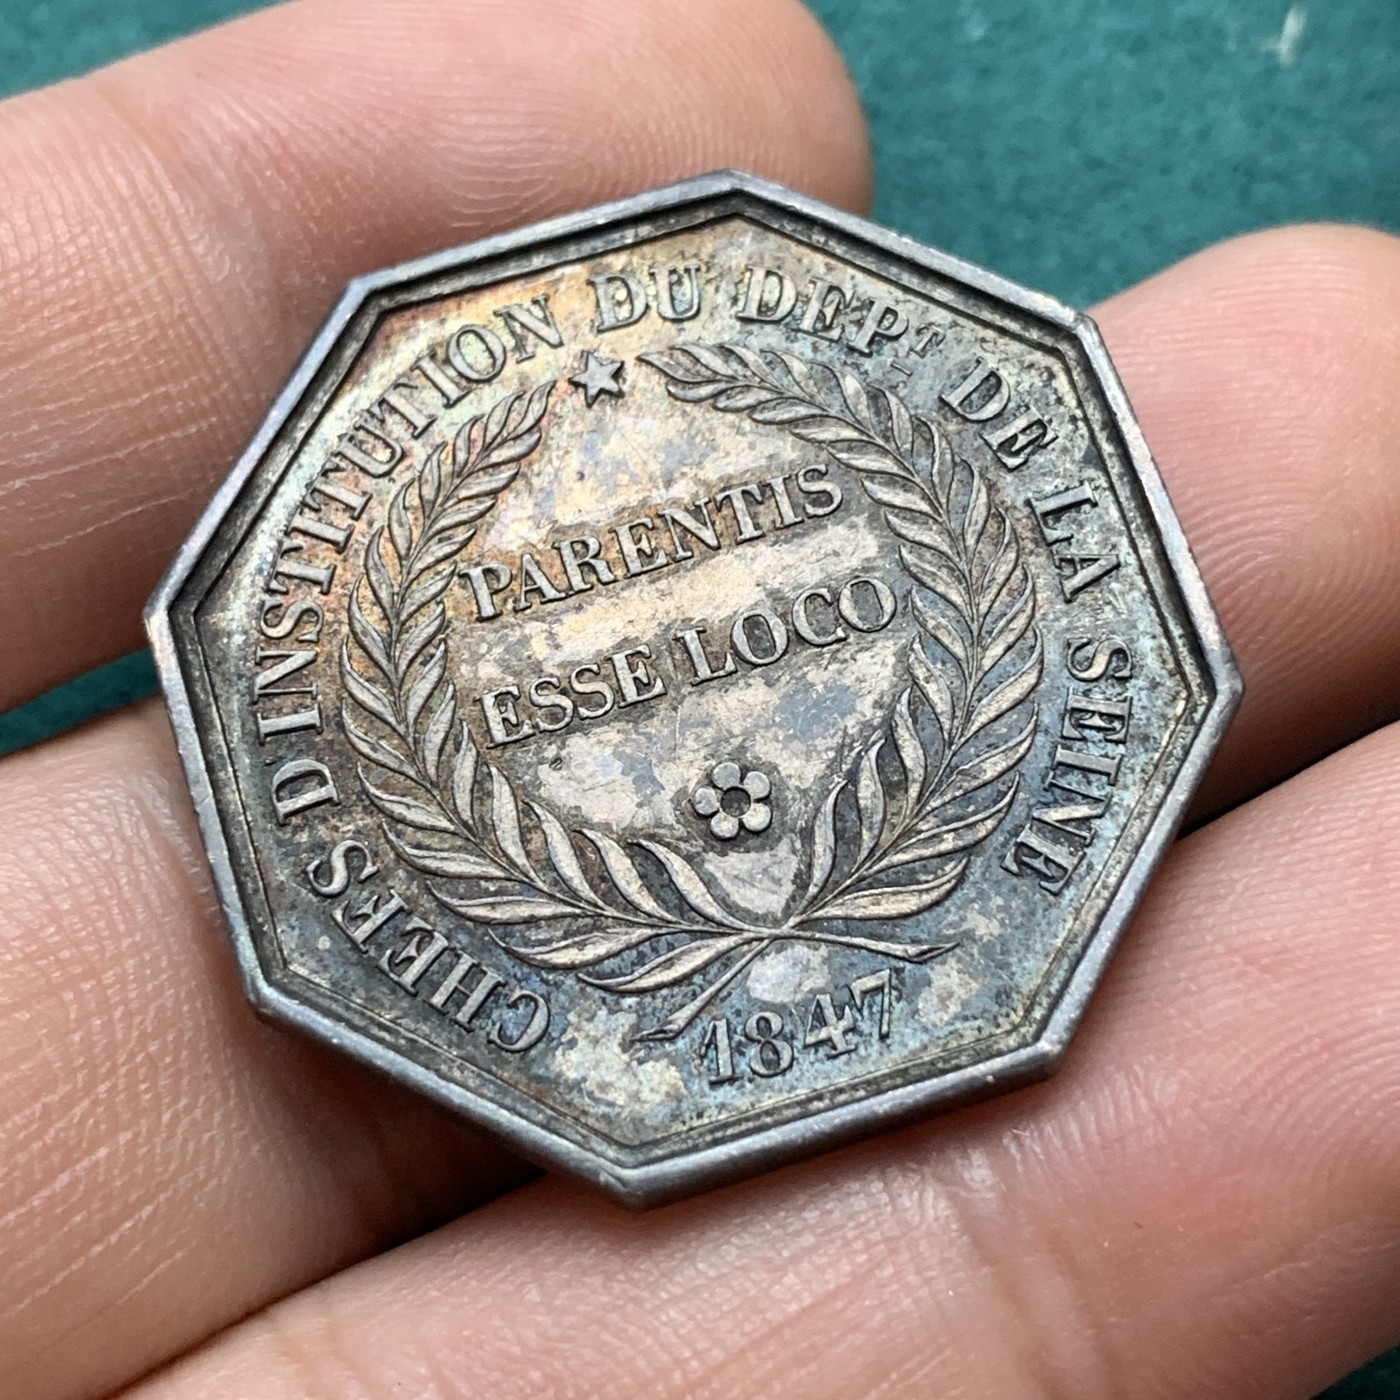 CHEFS D'INSTITUTION DU DEPT DE LA SEINE
PARENTIS
ESSE LOCO
1847